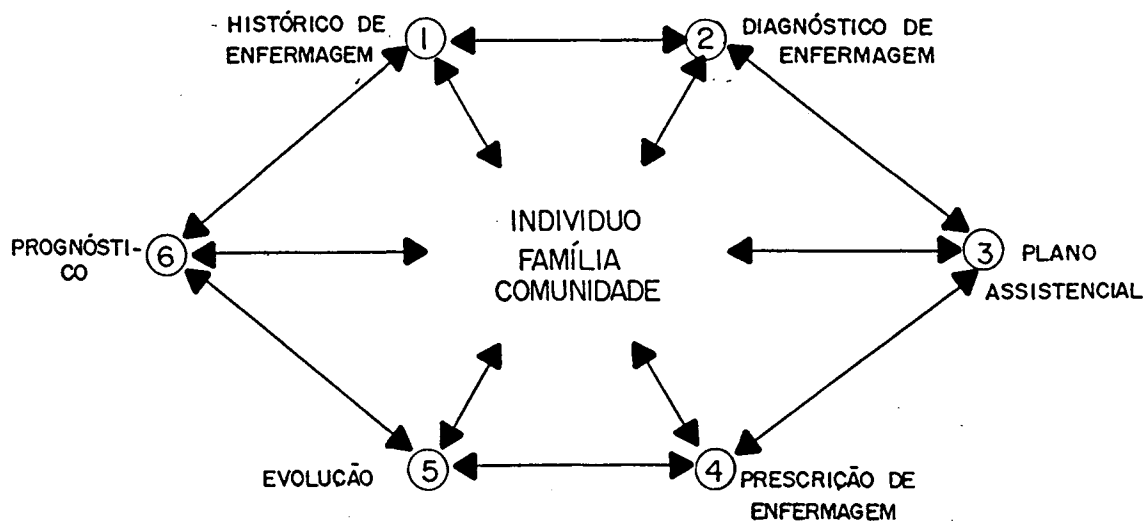 HISTÓRICO DE
ENFERMAGEM
1
2
DIAGNÓSTICO DE
ENFERMAGEM
INDIVIDUO
FAMÍLIA
COMUNIDADE
PROGNÓSTI-
CO
6
3
PLANO
ASSISTENCIAL
EVOLUÇÃO
5
4
PRESCRIÇÃO DE
ENFERMAGEM